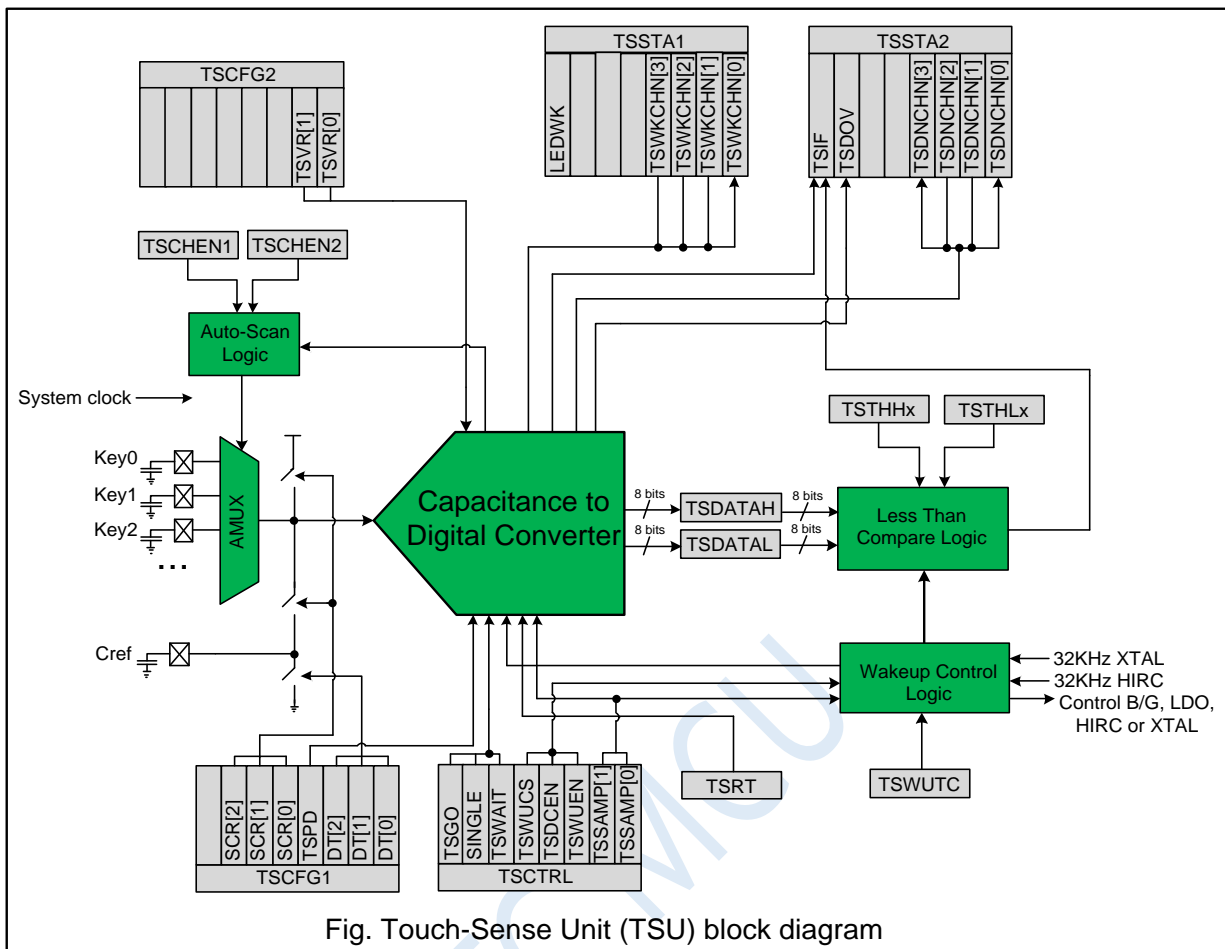 TSSTA1
TSSTA2
TSCFG2
TSVR[1]
TSVR[0]
LEDWK
TSWKCHN[3]
TSWKCHN[2]
TSWKCHN[1]
TSWKCHN[0]
TSIF
TSDOV
TSDNCHN[3]
TSDNCHN[2]
TSDNCHN[1]
TSDNCHN[0]
TSCHEN1
TSCHEN2
Auto-Scan
Logic
System clock
TSTHHx
TSTHLx
Key0
Key1
Key2
...
AMUX
Capacitance to
Digital Converter
8 bits
TSDATAH
8 bits
8 bits
TSDATAL
8 bits
Less Than
Compare Logic
Cref
Wakeup Control
Logic
32KHz XTAL
32KHz HIRC
Control B/G, LDO,
HIRC or XTAL
SCR[2]
SCR[1]
SCR[0]
TSPD
DT[2]
DT[1]
DT[0]
TSCFG1
TSGO
SINGLE
TSWAIT
TSWUCS
TSDCEN
TSWUEN
TSSAMP[1]
TSSAMP[0]
TSCTRL
TSRT
TSWUTC
MCU
Fig. Touch-Sense Unit (TSU) block diagram